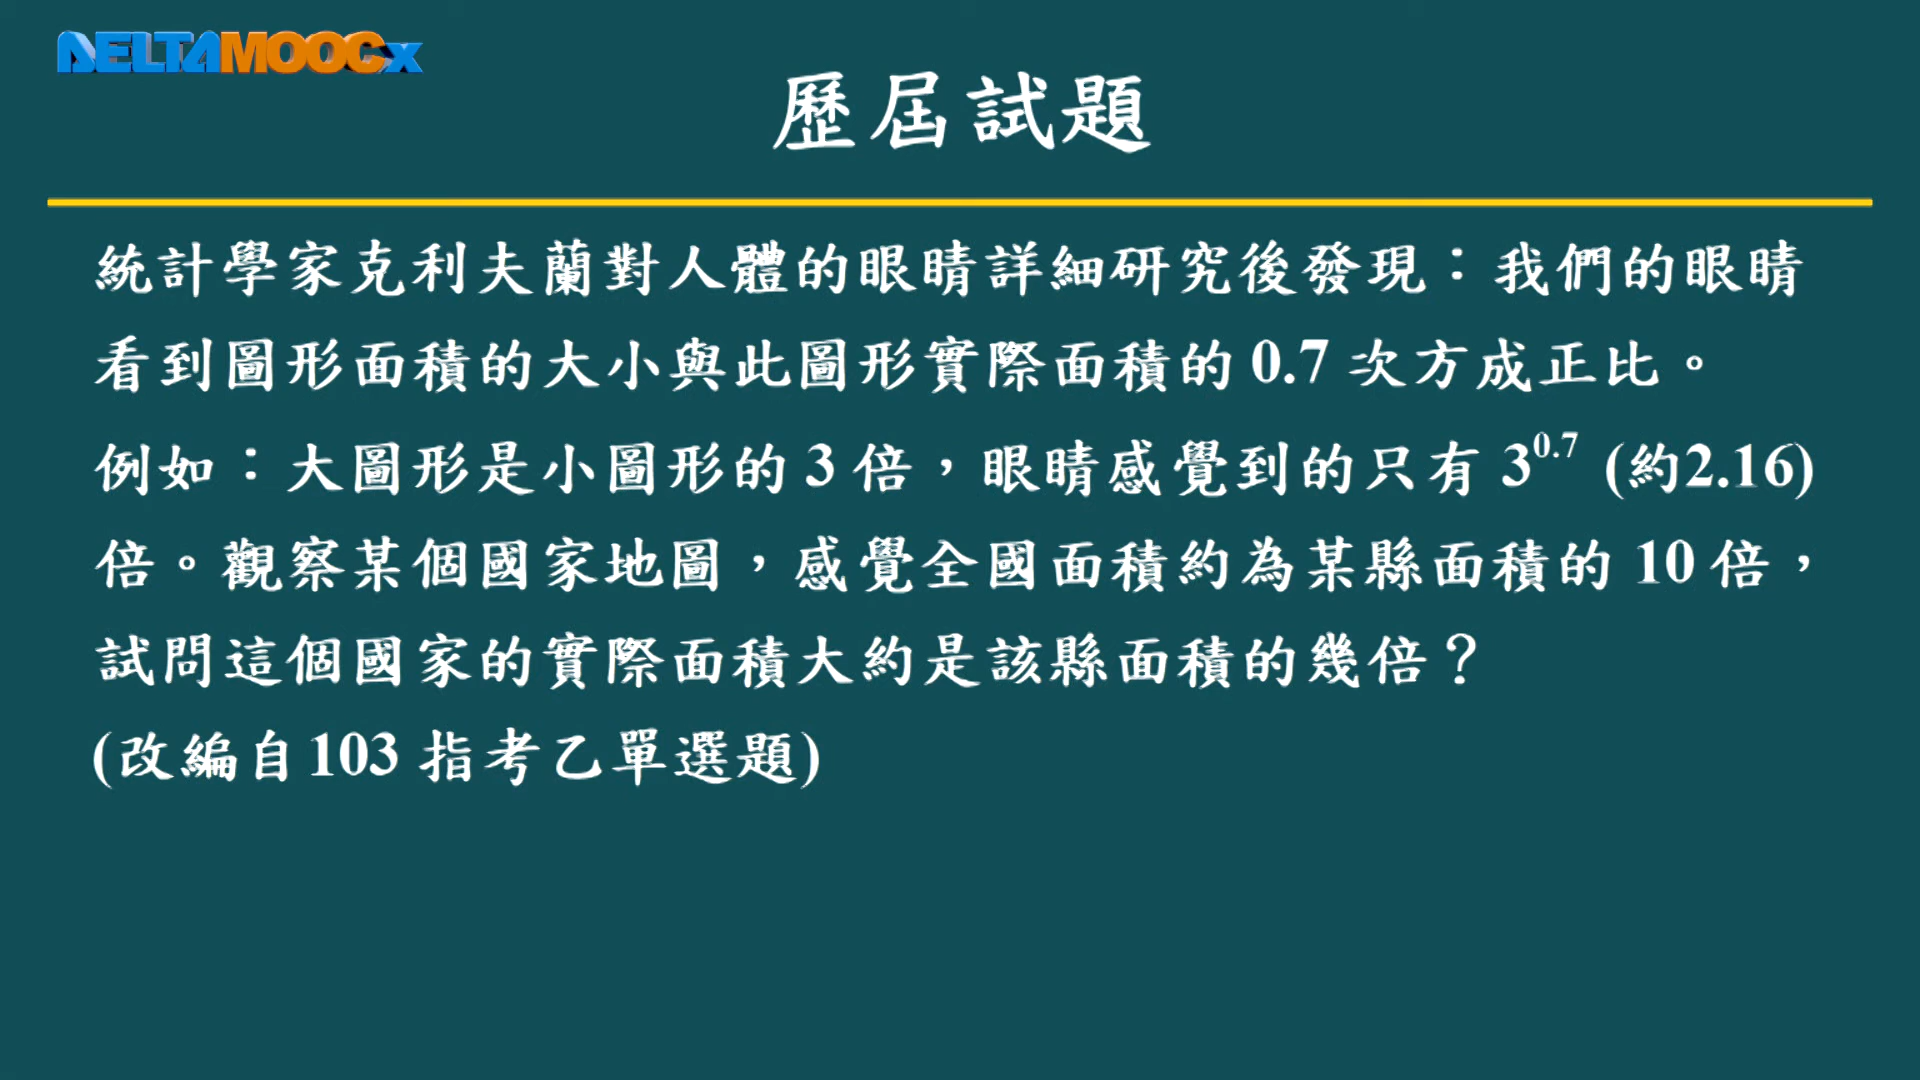 DELTAMOOCx
歷屆試題
統計學家克利夫蘭對人體的眼睛詳細研究後發現：我們的眼睛
看到圖形面積的大小與此圖形實際面積的 0.7 次方成正比。
例如：大圖形是小圖形的 3 倍，眼睛感覺到的只有 3^0.7 (約2.16)
倍。觀察某個國家地圖，感覺全國面積約為某縣面積的 10 倍，
試問這個國家的實際面積大約是該縣面積的幾倍？
(改編自103 指考乙單選題)